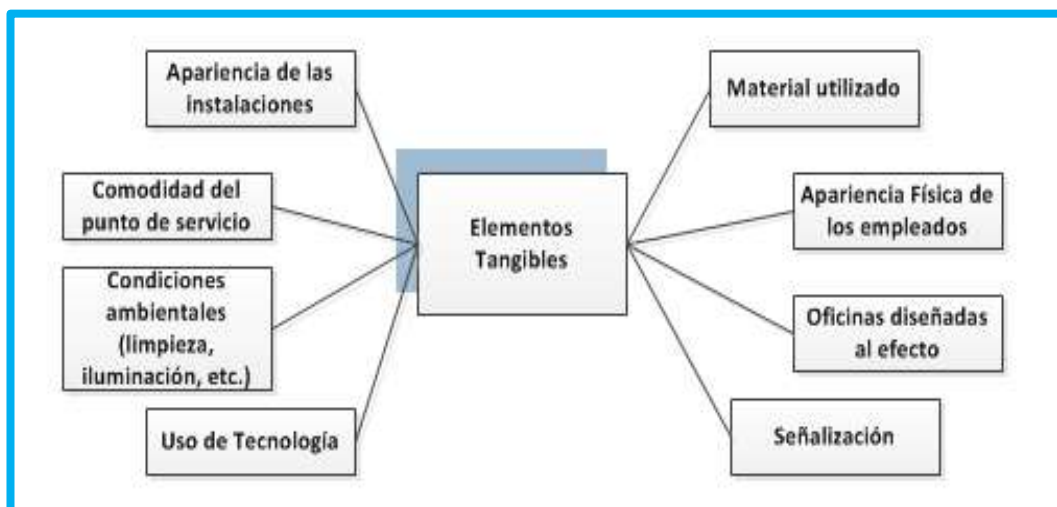 Apariencia de las
instalaciones
Comodidad del
punto de servicio
Condiciones
ambientales
(limpieza,
iluminación, etc.)
Uso de Tecnología
Elementos
Tangibles
Material utilizado
Apariencia Física de
los empleados
Oficinas diseñadas
al efecto
Señalización